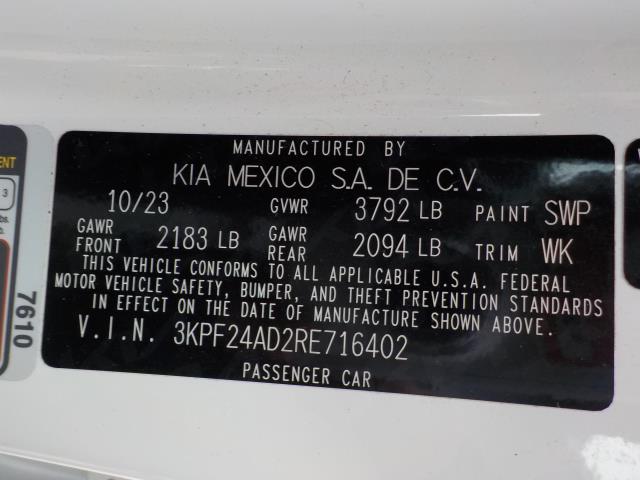 MANUFACTURED BY
KIA MEXICO S.A. DE C.V.
10/23 GVWR 3792 LB PAINT SWP
GAWR FRONT 2183 LB GAWR REAR 2094 LB TRIM WK
THIS VEHICLE CONFORMS TO ALL APPLICABLE U.S.A. FEDERAL
MOTOR VEHICLE SAFETY, BUMPER, AND THEFT PREVENTION STANDARDS
IN EFFECT ON THE DATE OF MANUFACTURE SHOWN ABOVE.
V.I.N. 3KPF24AD2RE716402
PASSENGER CAR
3
7610